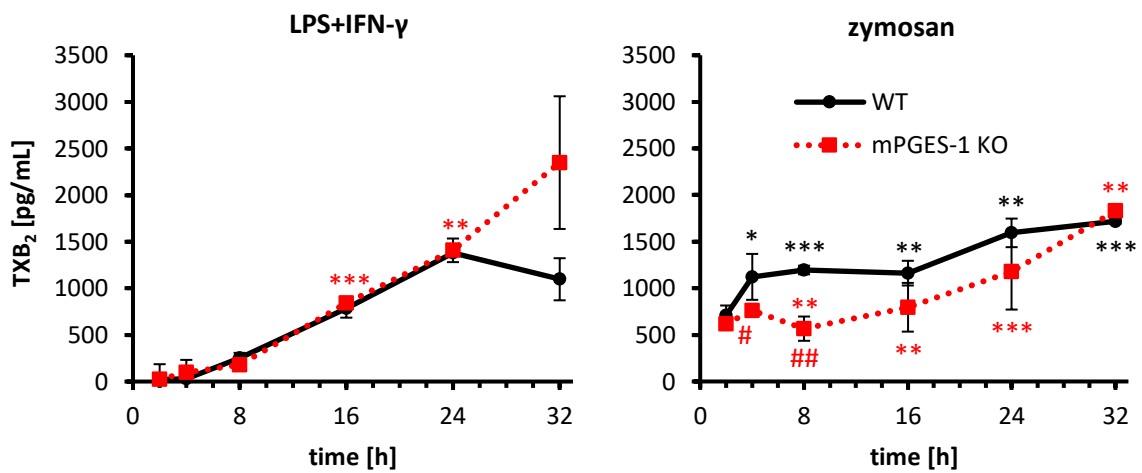 LPS+IFN-γ
3500
3000
2500
2000
1500
1000
500
0
TXB2 [pg/mL]
**
***
0 8 16 24 32
time [h]
zymosan
3500
3000
2500
2000
1500
1000
500
0
WT
mPGES-1 KO
* *** ** ** **
***
** ***
# ## **
0 8 16 24 32
time [h]